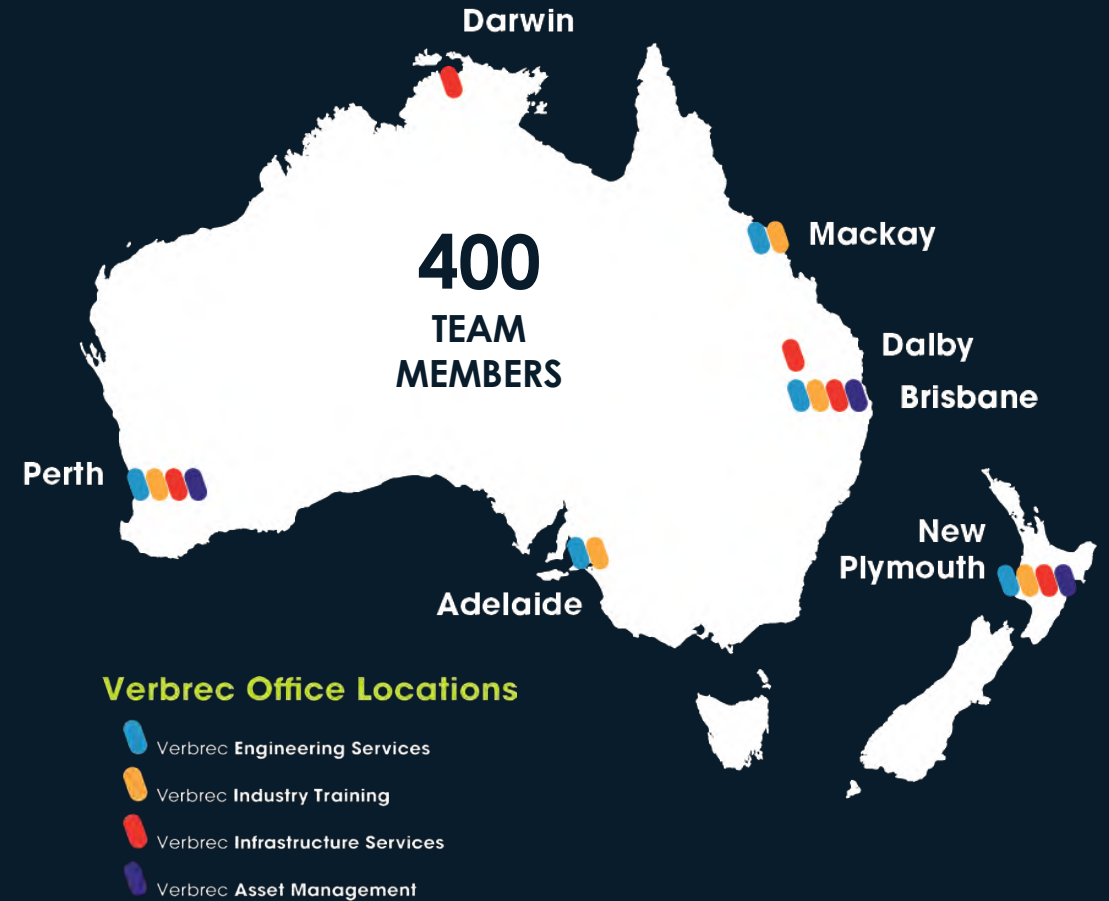 Darwin
Mackay
400
TEAM
MEMBERS
Dalby
Brisbane
Perth
New
Plymouth
Adelaide
Verbrec Office Locations
Verbrec Engineering Services
Verbrec Industry Training
Verbrec Infrastructure Services
Verbrec Asset Management